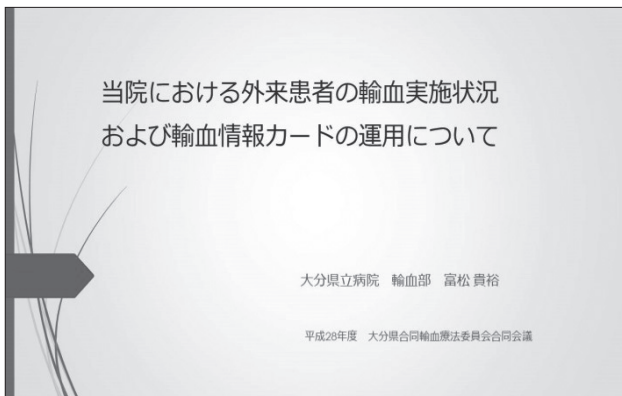 当院における外来患者の輸血実施状況
および輸血情報カードの運用について
大分県立病院　輸血部　富松 貴裕
平成28年度　大分県合同輸血療法委員会合同会議